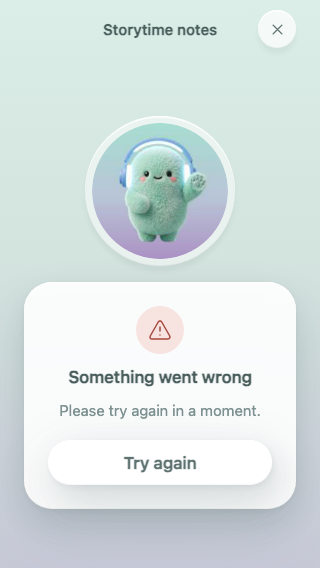 Storytime notes
Something went wrong
Please try again in a moment.
Try again